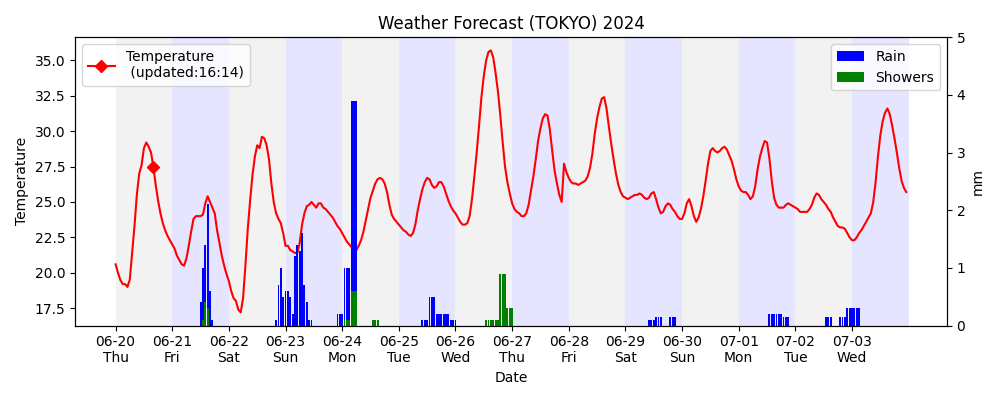 Weather Forecast (TOKYO) 2024
Temperature
(updated:16:14)
Rain
Showers
Temperature
35.0
32.5
30.0
27.5
25.0
22.5
20.0
17.5
5
4
3
2
1
0
mm
06-20 06-21 06-22 06-23 06-24 06-25 06-26 06-27 06-28 06-29 06-30 07-01 07-02 07-03
Thu Fri Sat Sun Mon Tue Wed Thu Fri Sat Sun Mon Tue Wed
Date